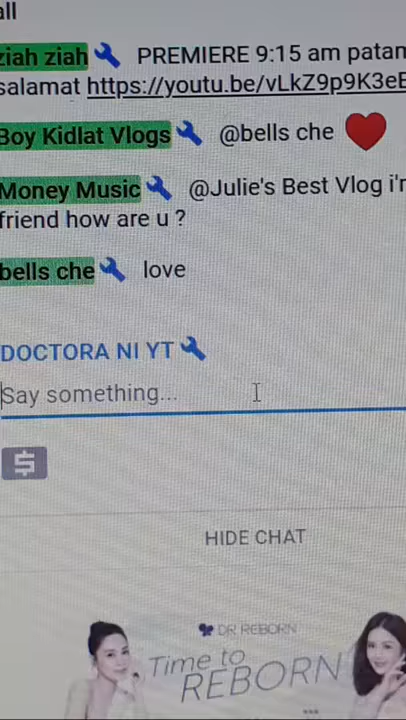 all
ziah ziah PREMIERE 9:15 am patam
salamat https://youtu.be/vLkZ9p9K3eE
Boy Kidlat Vlogs @bells che
Money Music @Julie's Best Vlog i'm
friend how are u ?
bells che love
DOCTORA NI YT
Say something...
HIDE CHAT
DR REBORN
Time to
REBORN